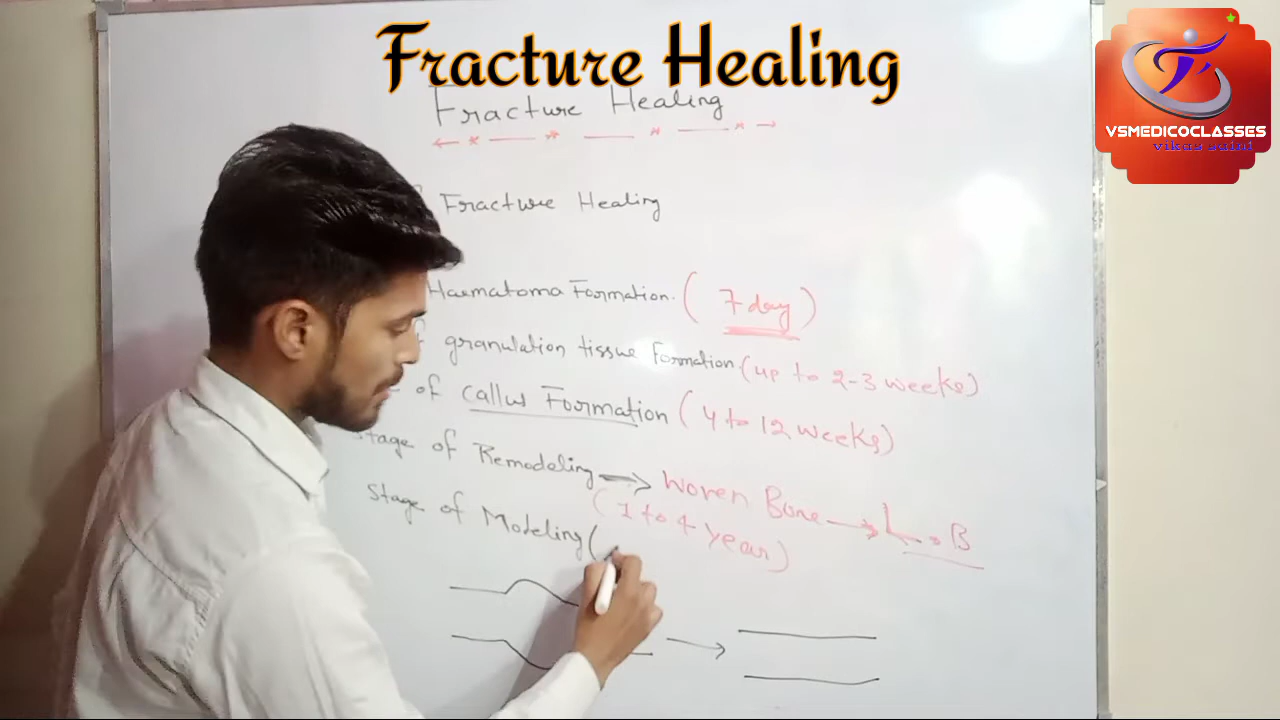 Fracture Healing
VSMEDICOCLASSES
vikas saini
Fracture Healing
Fracture Healing
Haematoma Formation. ( 7 day )
granulation tissue Formation (up to 2-3 weeks)
of callus Formation ( 4 to 12 weeks)
Stage of Remodeling → Woven Bone → L. B
( 1 to 4 year )
Stage of Modeling (